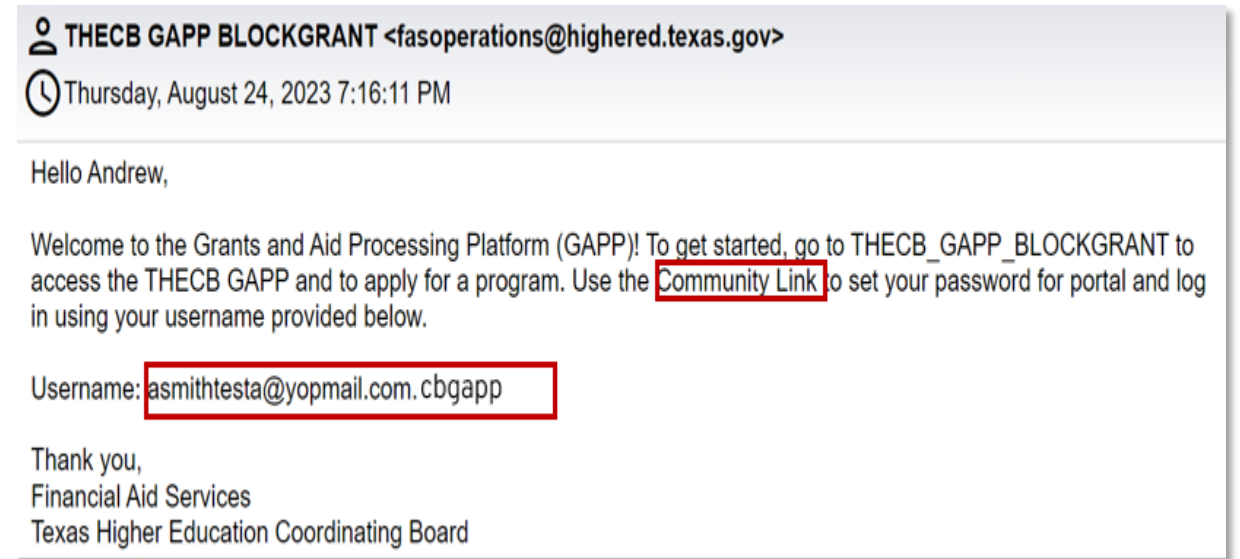 THECB GAPP BLOCKGRANT <fasoperations@highered.texas.gov>
Thursday, August 24, 2023 7:16:11 PM
Hello Andrew,
Welcome to the Grants and Aid Processing Platform (GAPP)! To get started, go to THECB_GAPP_BLOCKGRANT to
access the THECB GAPP and to apply for a program. Use the Community Link to set your password for portal and log
in using your username provided below.
Username: asmithtesta@yopmail.com.cbgapp
Thank you,
Financial Aid Services
Texas Higher Education Coordinating Board